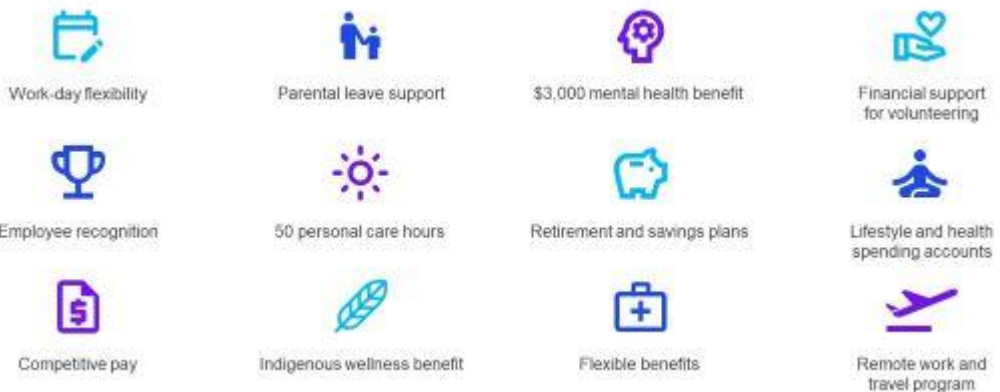 Work-day flexibility
Parental leave support
$3,000 mental health benefit
Financial support
for volunteering
Employee recognition
50 personal care hours
Retirement and savings plans
Lifestyle and health
spending accounts
Competitive pay
Indigenous wellness benefit
Flexible benefits
Remote work and
travel program